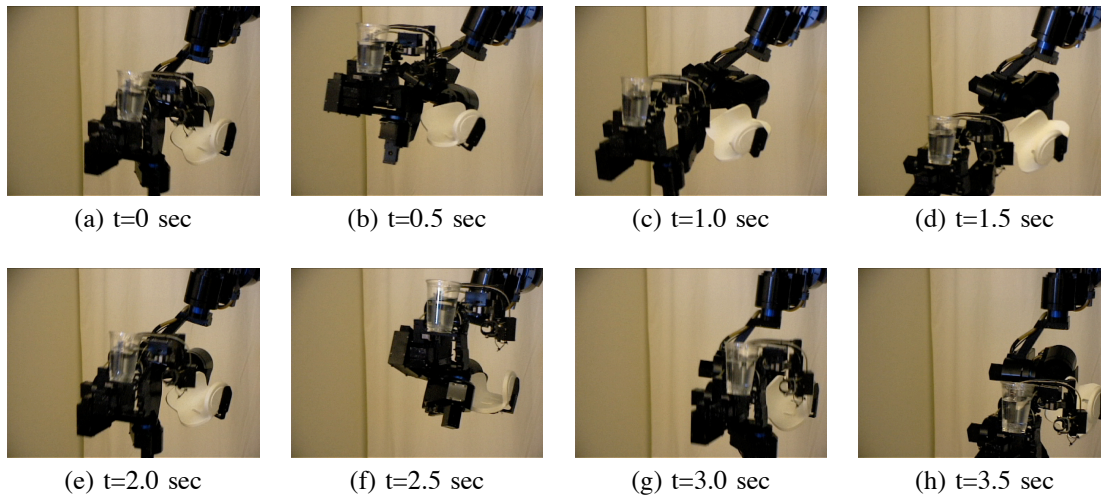 (a) t=0 sec
(b) t=0.5 sec
(c) t=1.0 sec
(d) t=1.5 sec
(e) t=2.0 sec
(f) t=2.5 sec
(g) t=3.0 sec
(h) t=3.5 sec